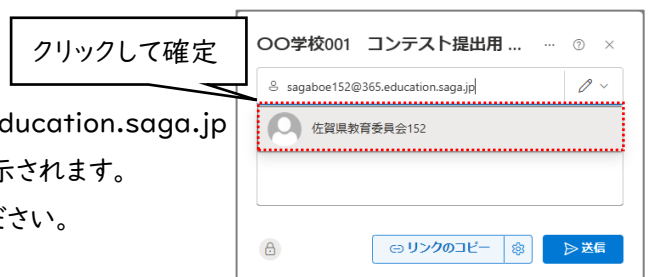 クリックして確定
〇〇学校001 コンテスト提出用 ...
sagaboe152@365.education.saga.jp
佐賀県教育委員会152
ducation.saga.jp
示されます。
ださい。
リンクのコピー
送信